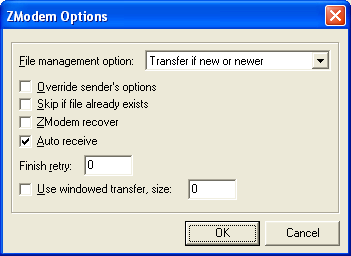 ZModem Options
File management option: Transfer if new or newer
Override sender's options
Skip if file already exists
ZModem recover
Auto receive
Finish retry: 0
Use windowed transfer, size: 0
OK Cancel